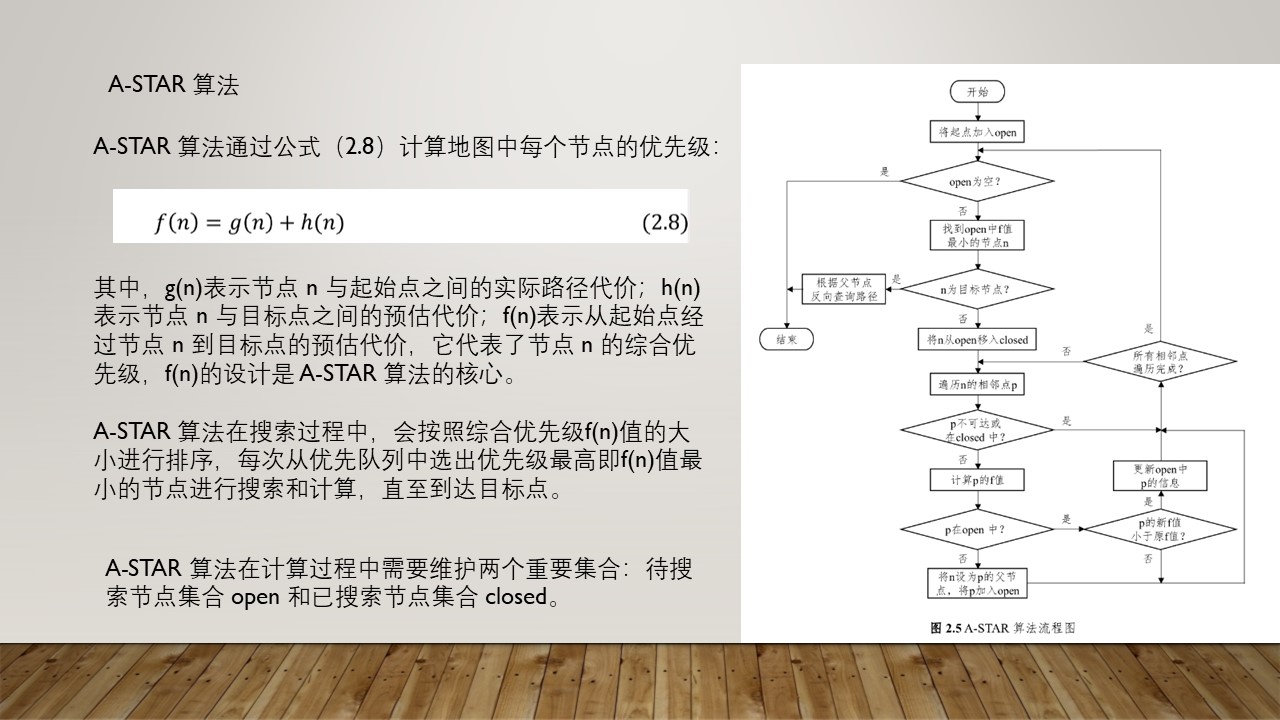 A-STAR 算法
A-STAR 算法通过公式（2.8）计算地图中每个节点的优先级：
f(n) = g(n) + h(n) (2.8)
其中，g(n)表示节点 n 与起始点之间的实际路径代价；h(n)
表示节点 n 与目标点之间的预估代价；f(n)表示从起始点经
过节点 n 到目标点的预估代价，它代表了节点 n 的综合优
先级，f(n)的设计是 A-STAR 算法的核心。
A-STAR 算法在搜索过程中，会按照综合优先级f(n)值的大
小进行排序，每次从优先队列中选出优先级最高即f(n)值最
小的节点进行搜索和计算，直至到达目标点。
A-STAR 算法在计算过程中需要维护两个重要集合：待搜
索节点集合 open 和已搜索节点集合 closed。
开始
将起点加入open
是
open为空？
否
找到open中f值
最小的节点n
根据父节点
反向查询路径
是
n为目标节点？
否
结束
将n从open移入closed
是
否
所有相邻点
遍历完成？
遍历n的相邻点p
p不可达或
在closed 中？
是
否
计算p的f值
更新open中
p的信息
是
p在open 中？
是
p的新f值
小于原f值？
否
否
将n设为p的父节
点，将p加入open
图 2.5 A-STAR 算法流程图